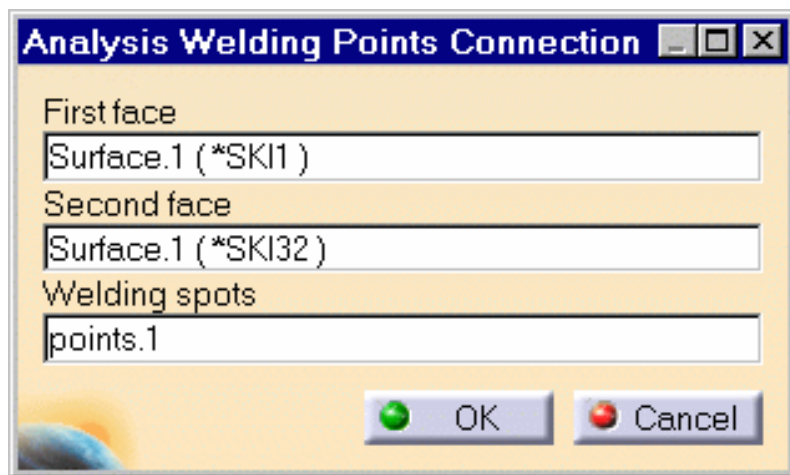 Analysis Welding Points Connection
First face
Surface.1 ( *SKI1 )
Second face
Surface.1 ( *SKI32 )
Welding spots
points.1
OK Cancel